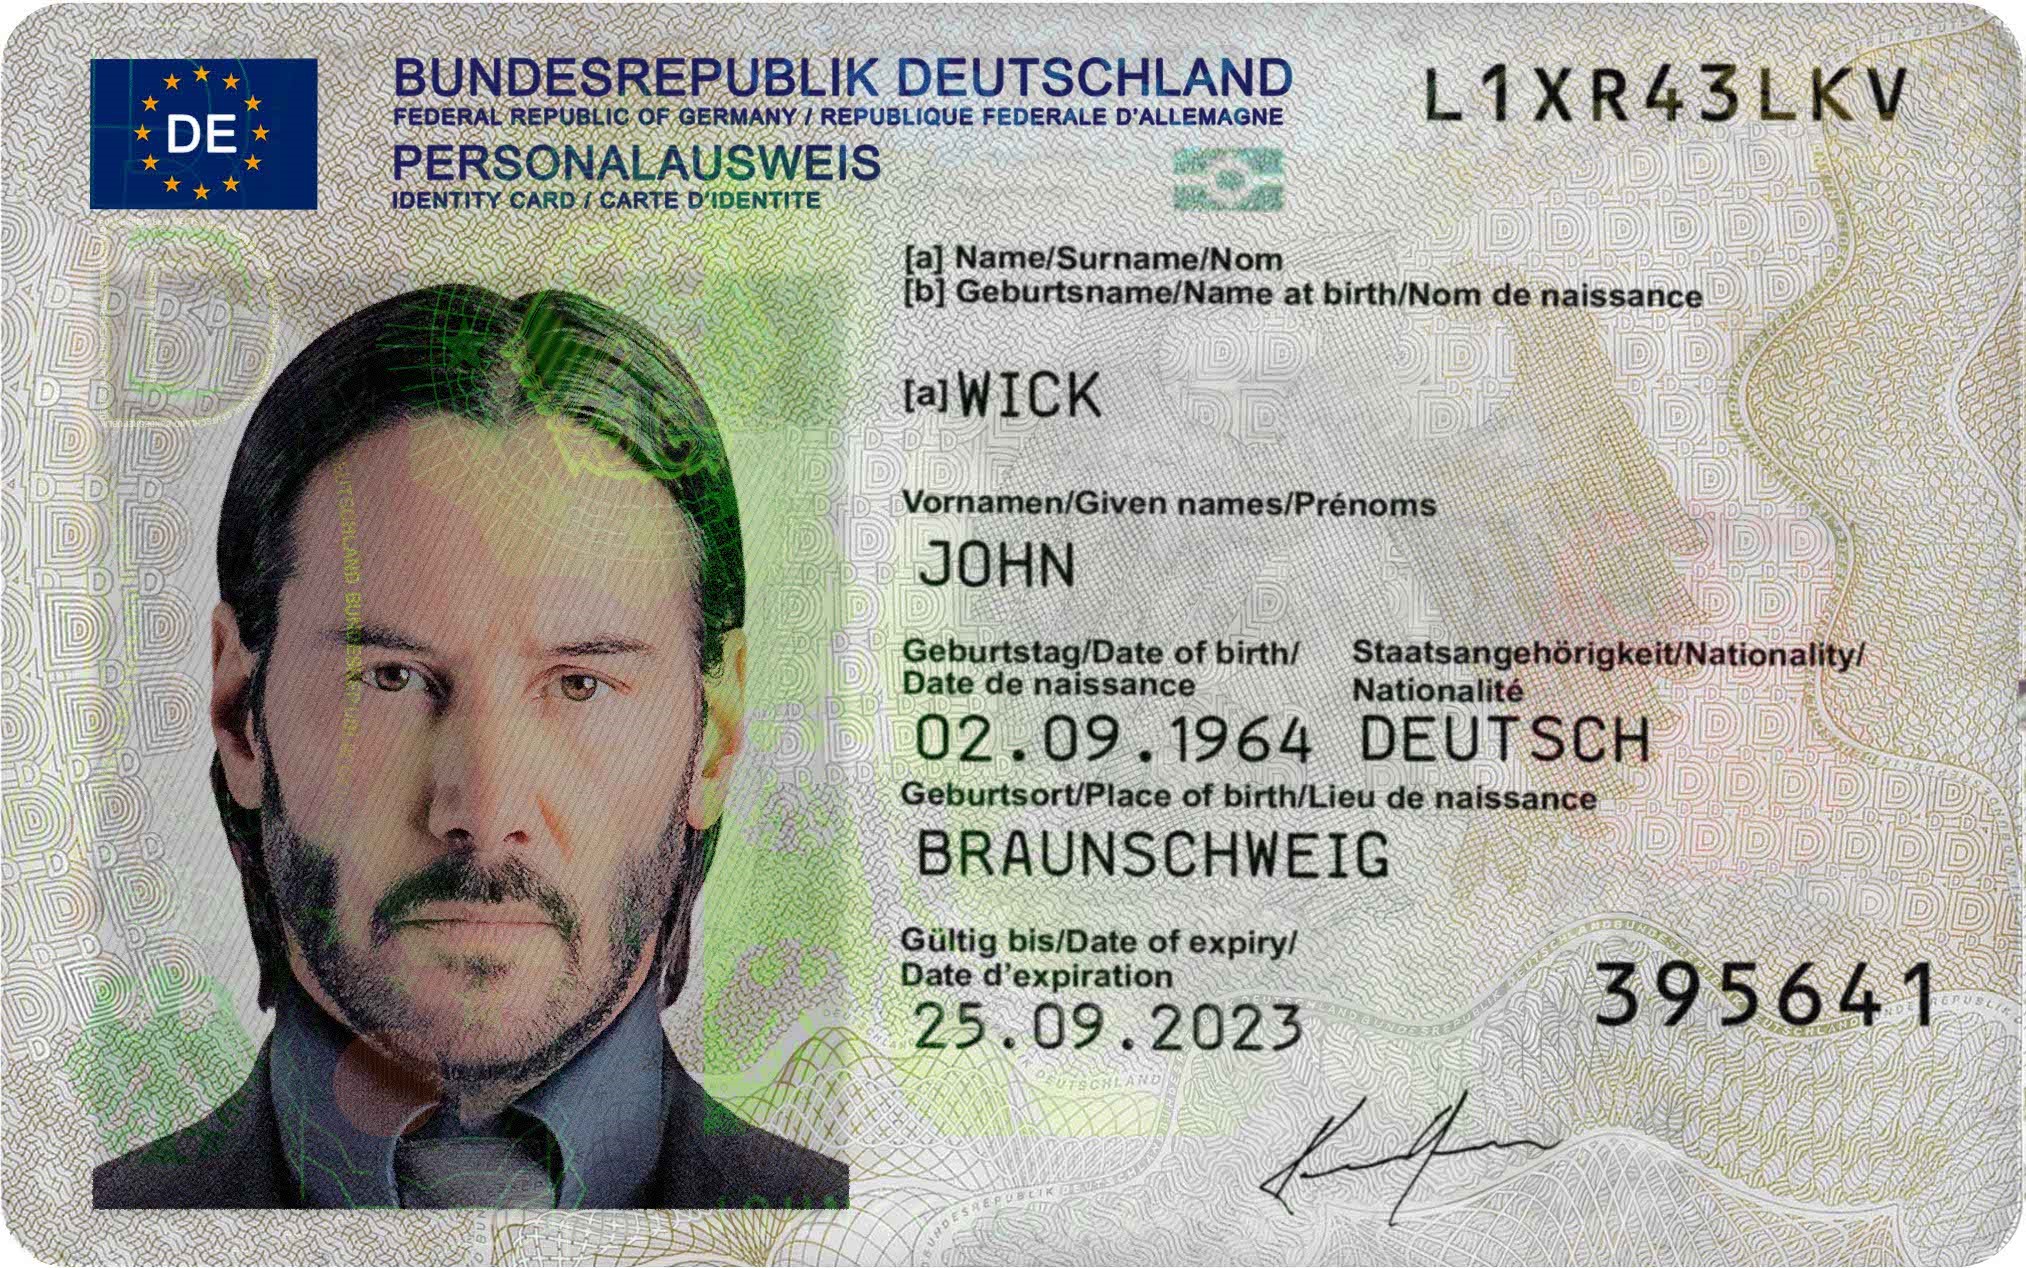 DE
BUNDESREPUBLIK DEUTSCHLAND
FEDERAL REPUBLIC OF GERMANY / REPUBLIQUE FEDERALE D'ALLEMAGNE
PERSONALAUSWEIS
IDENTITY CARD / CARTE D'IDENTITE
L1XR43LKV
[a] Name/Surname/Nom
[b] Geburtsname/Name at birth/Nom de naissance
[a] WICK
Vornamen/Given names/Prénoms
JOHN
Geburtstag/Date of birth/
Date de naissance
02.09.1964
Staatsangehörigkeit/Nationality/
Nationalité
DEUTSCH
Geburtsort/Place of birth/Lieu de naissance
BRAUNSCHWEIG
Gültig bis/Date of expiry/
Date d'expiration
25.09.2023
395641